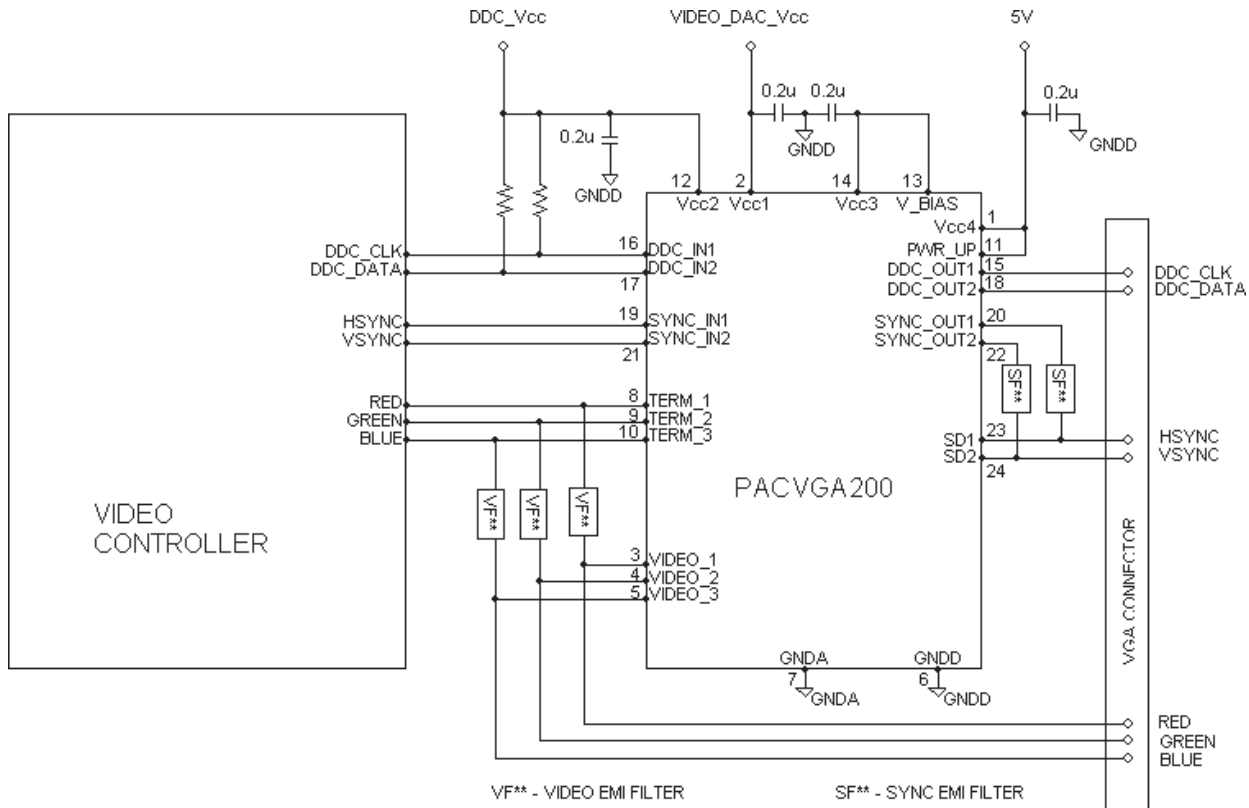 DDC_Vcc
VIDEO_DAC_Vcc
5V
0.2u
0.2u
0.2u
0.2u
GNDD
GNDD
GNDD
12
2
14
13
Vcc2
Vcc1
Vcc3
V_BIAS
Vcc4
1
PWR_UP
11
DDC_CLK
16
DDC_IN1
DDC_OUT1
15
DDC_CLK
DDC_DATA
17
DDC_IN2
DDC_OUT2
18
DDC_DATA
HSYNC
19
SYNC_IN1
SYNC_OUT1
20
VSYNC
21
SYNC_IN2
SYNC_OUT2
22
SF**
SF**
RED
8
TERM_1
GREEN
9
TERM_2
BLUE
10
TERM_3
SD1
23
HSYNC
SD2
24
VSYNC
VIDEO
CONTROLLER
VF**
VF**
VF**
PACVGA200
3
VIDEO_1
4
VIDEO_2
5
VIDEO_3
VGA CONNECTOR
GNDA
GNDD
7
6
GNDA
GNDD
RED
GREEN
BLUE
VF** - VIDEO EMI FILTER
SF** - SYNC EMI FILTER